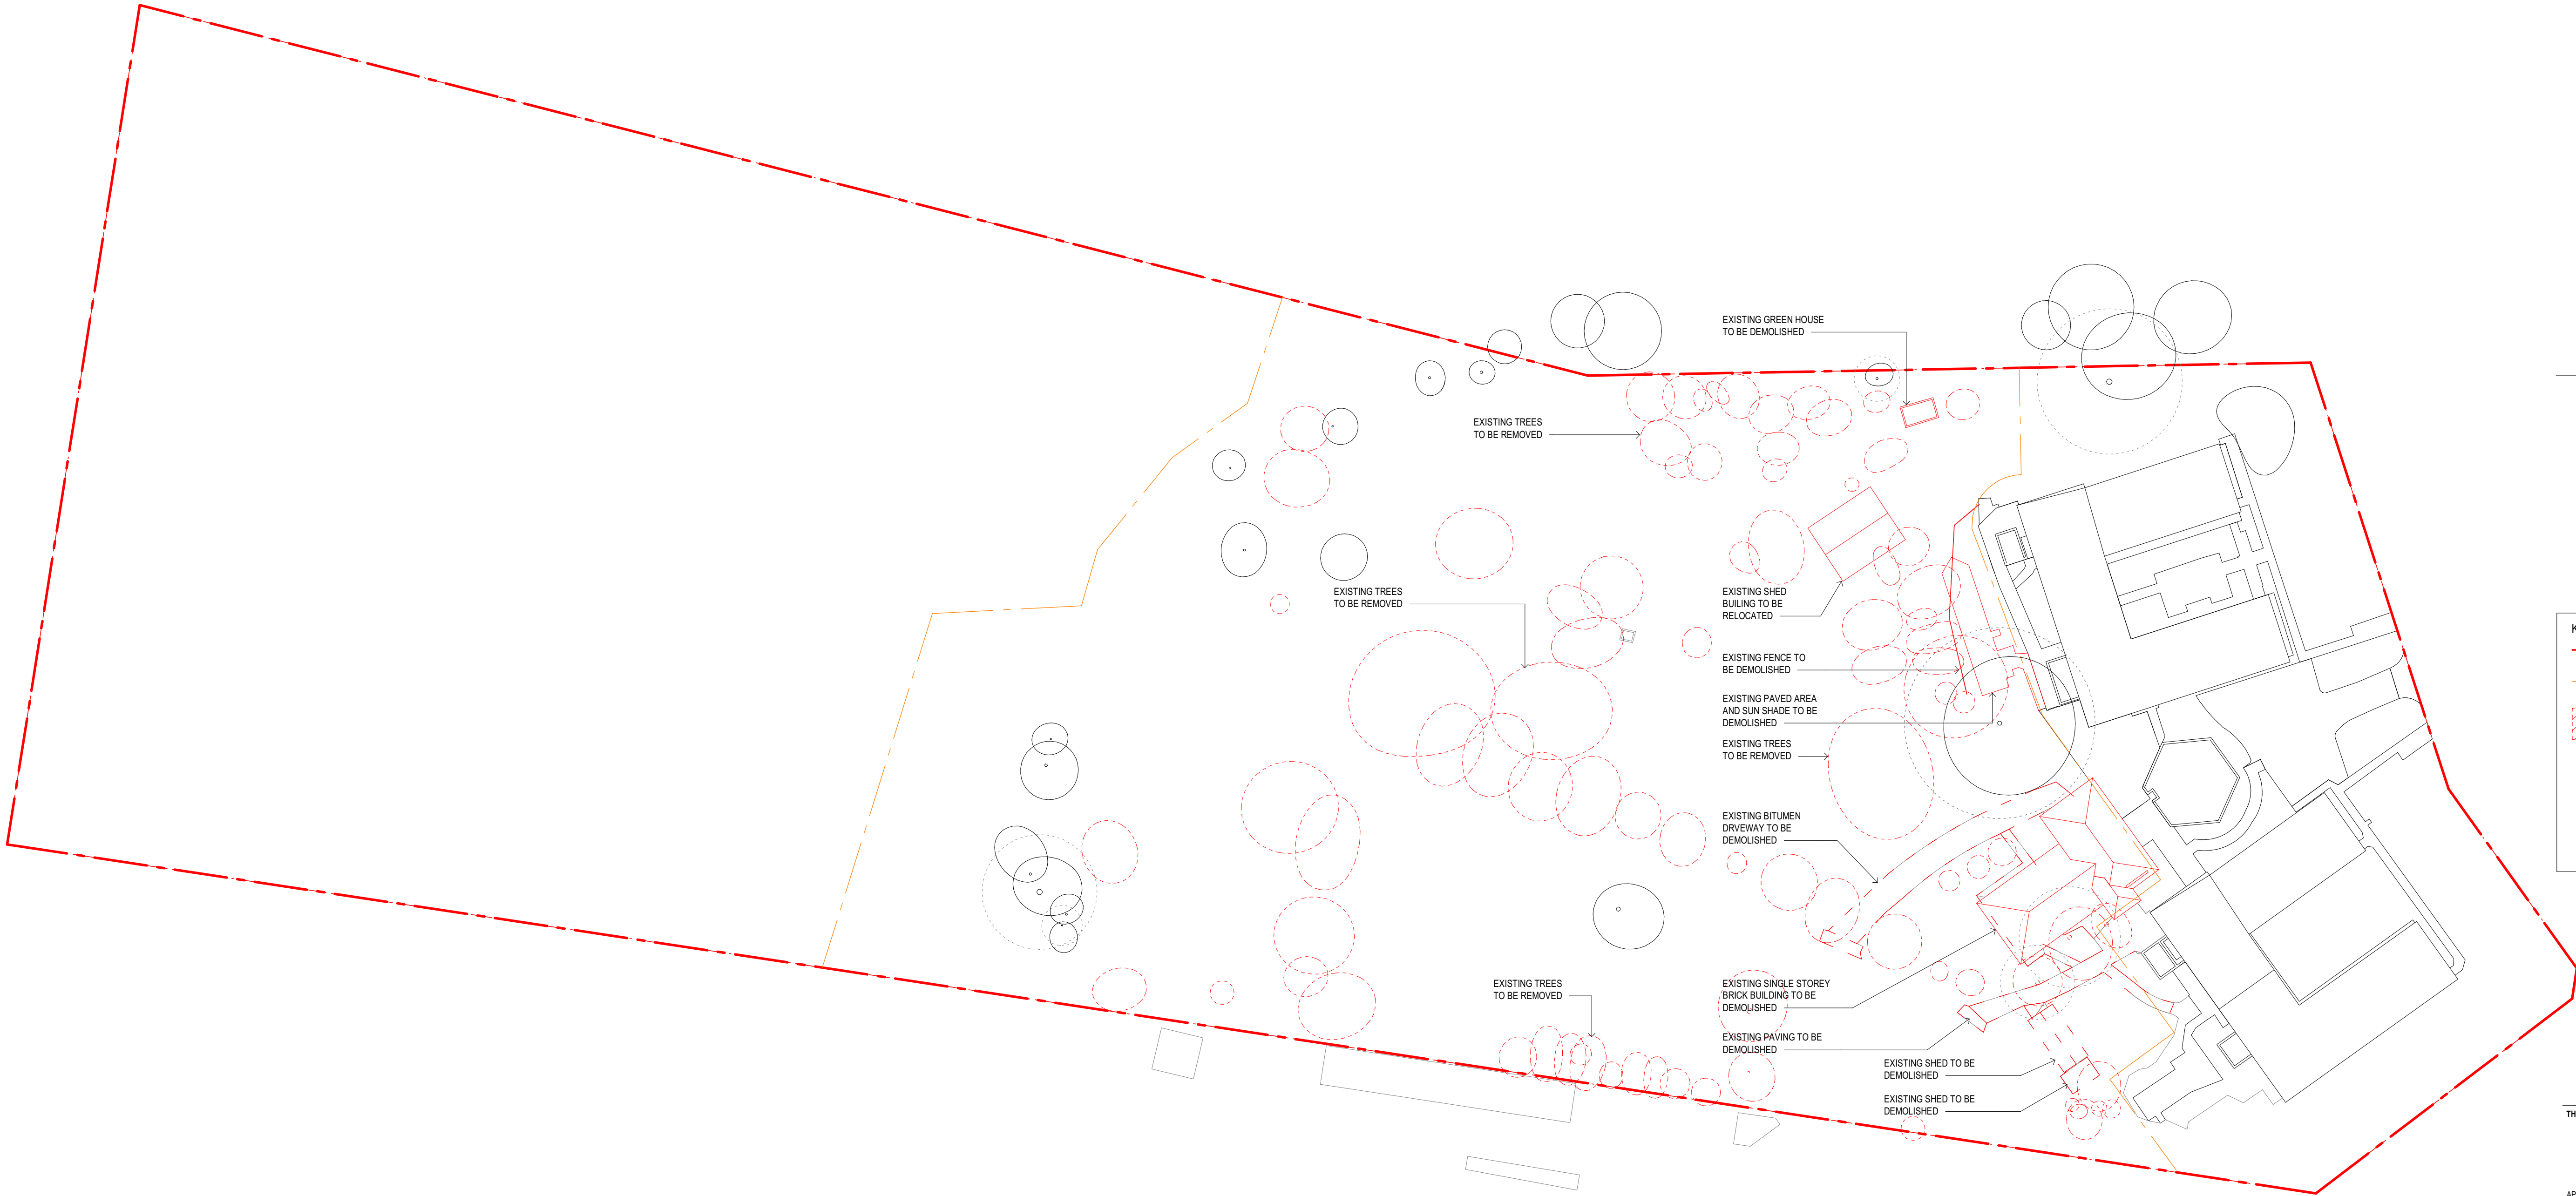 EXISTING GREEN HOUSE
TO BE DEMOLISHED
EXISTING TREES
TO BE REMOVED
EXISTING TREES
TO BE REMOVED
EXISTING SHED
BUILING TO BE
RELOCATED
EXISTING FENCE TO
BE DEMOLISHED
EXISTING PAVED AREA
AND SUN SHADE TO BE
DEMOLISHED
EXISTING TREES
TO BE REMOVED
EXISTING BITUMEN
DRVEWAY TO BE
DEMOLISHED
EXISTING TREES
TO BE REMOVED
EXISTING SINGLE STOREY
BRICK BUILDING TO BE
DEMOLISHED
EXISTING PAVING TO BE
DEMOLISHED
EXISTING SHED TO BE
DEMOLISHED
EXISTING SHED TO BE
DEMOLISHED
K
TH